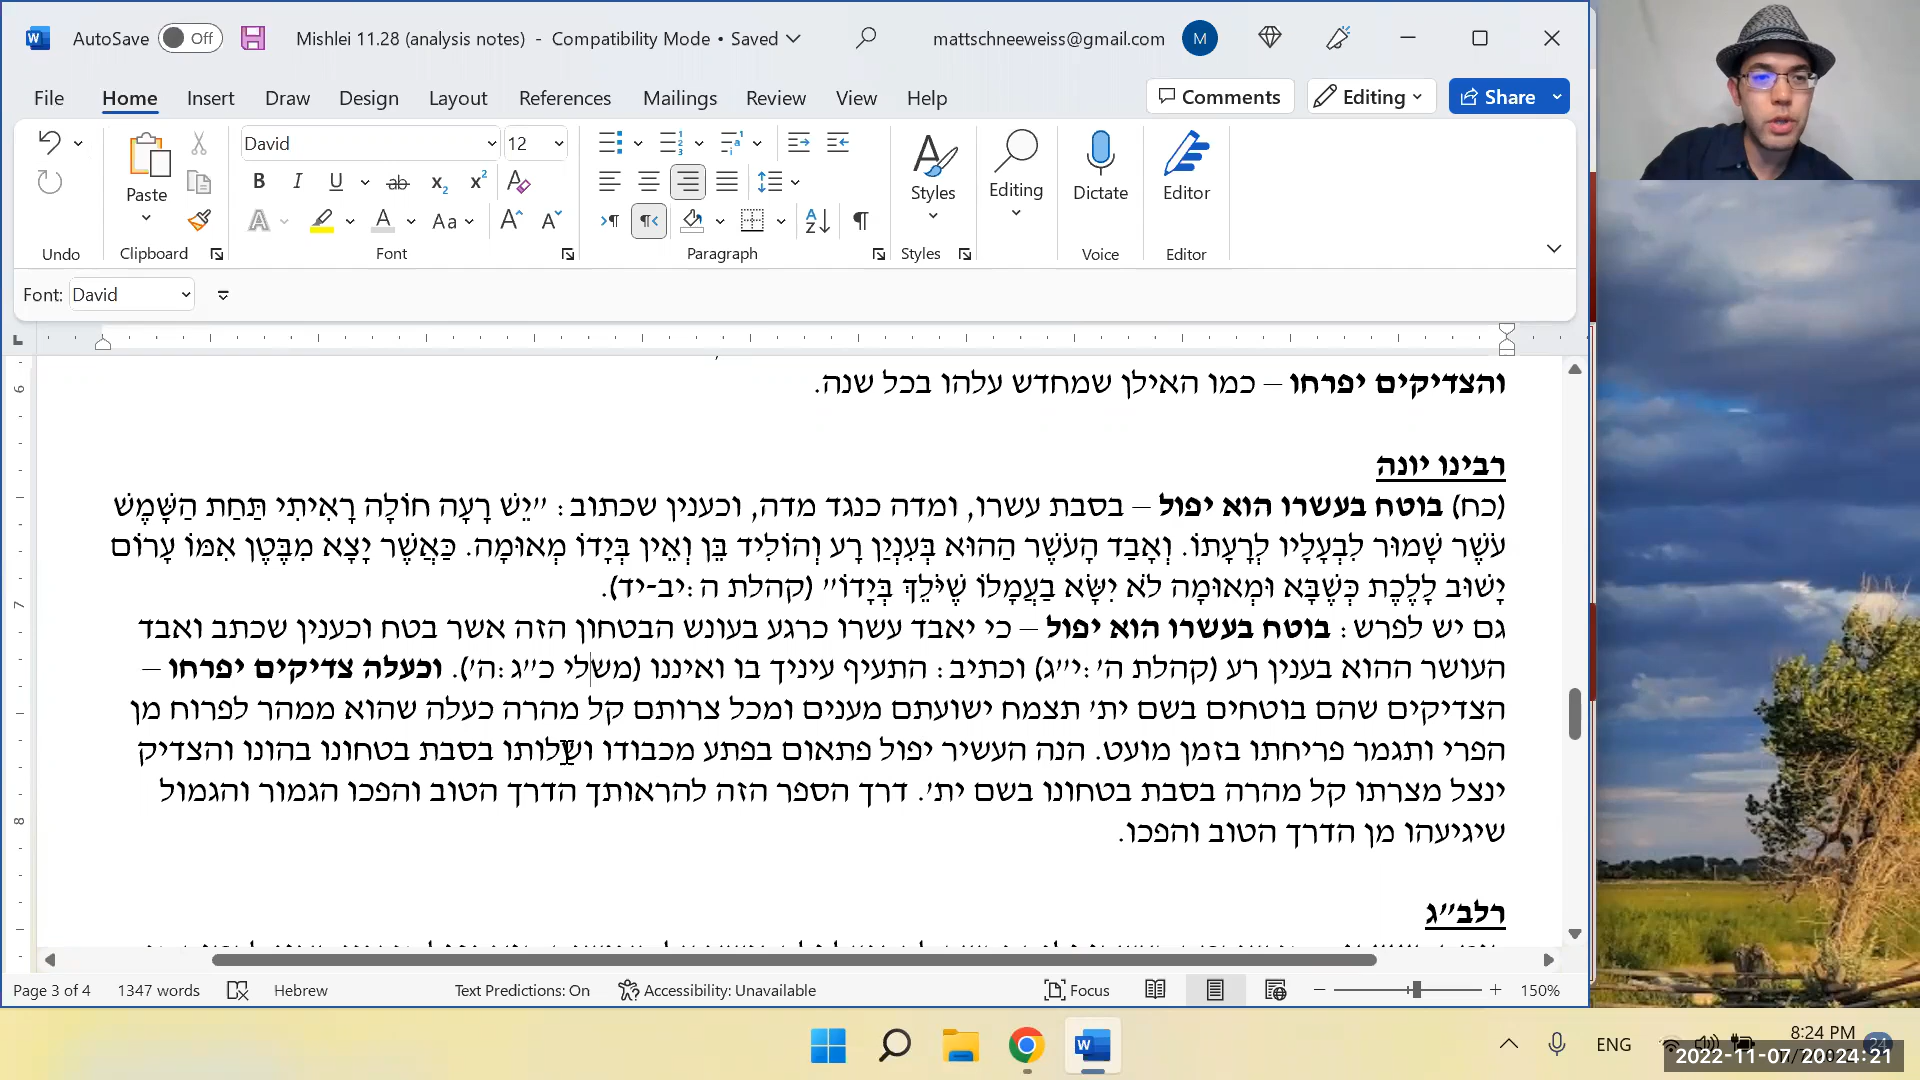 AutoSave Off Mishlei 11.28 (analysis notes) - Compatibility Mode • Saved mattschneeweiss@gmail.com M
File Home Insert Draw Design Layout References Mailings Review View Help Comments Editing Share
David 12
Paste Styles Editing Dictate Editor
Undo Clipboard Font Paragraph Styles Voice Editor
Font: David
והצדיקים יפרחו – כמו האילן שמחדש עלהו בכל שנה.
רבינו יונה
(כח) בוטח בעשרו הוא יפול – בסבת עשרו, ומדה כנגד מדה, וכענין שכתוב: "יֵשׁ רָעָה חוֹלָה רָאִיתִי תַּחַת הַשָּׁמֶשׁ
עֹשֶׁר שָׁמוּר לִבְעָלָיו לְרָעָתוֹ. וְאָבַד הָעֹשֶׁר הַהוּא בְּעִנְיַן רָע וְהוֹלִיד בֵּן וְאֵין בְּיָדוֹ מְאוּמָה. כַּאֲשֶׁר יָצָא מִבֶּטֶן אִמּוֹ עָרוֹם
יָשׁוּב לָלֶכֶת כְּשֶׁבָּא וּמְאוּמָה לֹא יִשָּׂא בַעֲמָלוֹ שֶׁיֹּלֵךְ בְּיָדוֹ" (קהלת ה:יב-יד).
גם יש לפרש: בוטח בעשרו הוא יפול – כי יאבד עשרו כרגע בעונש הבטחון הזה אשר בטח וכענין שכתב ואבד
העושר ההוא בענין רע (קהלת ה':י"ג) וכתיב: התעיף עיניך בו ואיננו (משלי כ"ג:ה'). וכעלה צדיקים יפרחו –
הצדיקים שהם בוטחים בשם ית' תצמח ישועתם מענים ומכל צרותם קל מהרה כעלה שהוא ממהר לפרוח מן
הפרי ותגמר פריחתו בזמן מועט. הנה העשיר יפול פתאום בפתע מכבודו ושלותו בסבת בטחונו בהונו והצדיק
ינצל מצרתו קל מהרה בסבת בטחונו בשם ית'. דרך הספר הזה להראותך הדרך הטוב והפכו הגמור והגמול
שיגיעהו מן הדרך הטוב והפכו.
רלב"ג
Page 3 of 4 1347 words Hebrew Text Predictions: On Accessibility: Unavailable Focus 150%
ENG 8:24 PM
2022-11-07 20:24:21